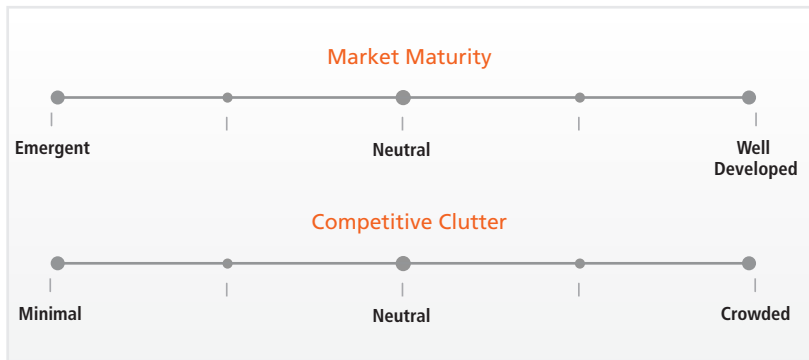 Market Maturity
Emergent
Neutral
Well
Developed
Competitive Clutter
Minimal
Neutral
Crowded